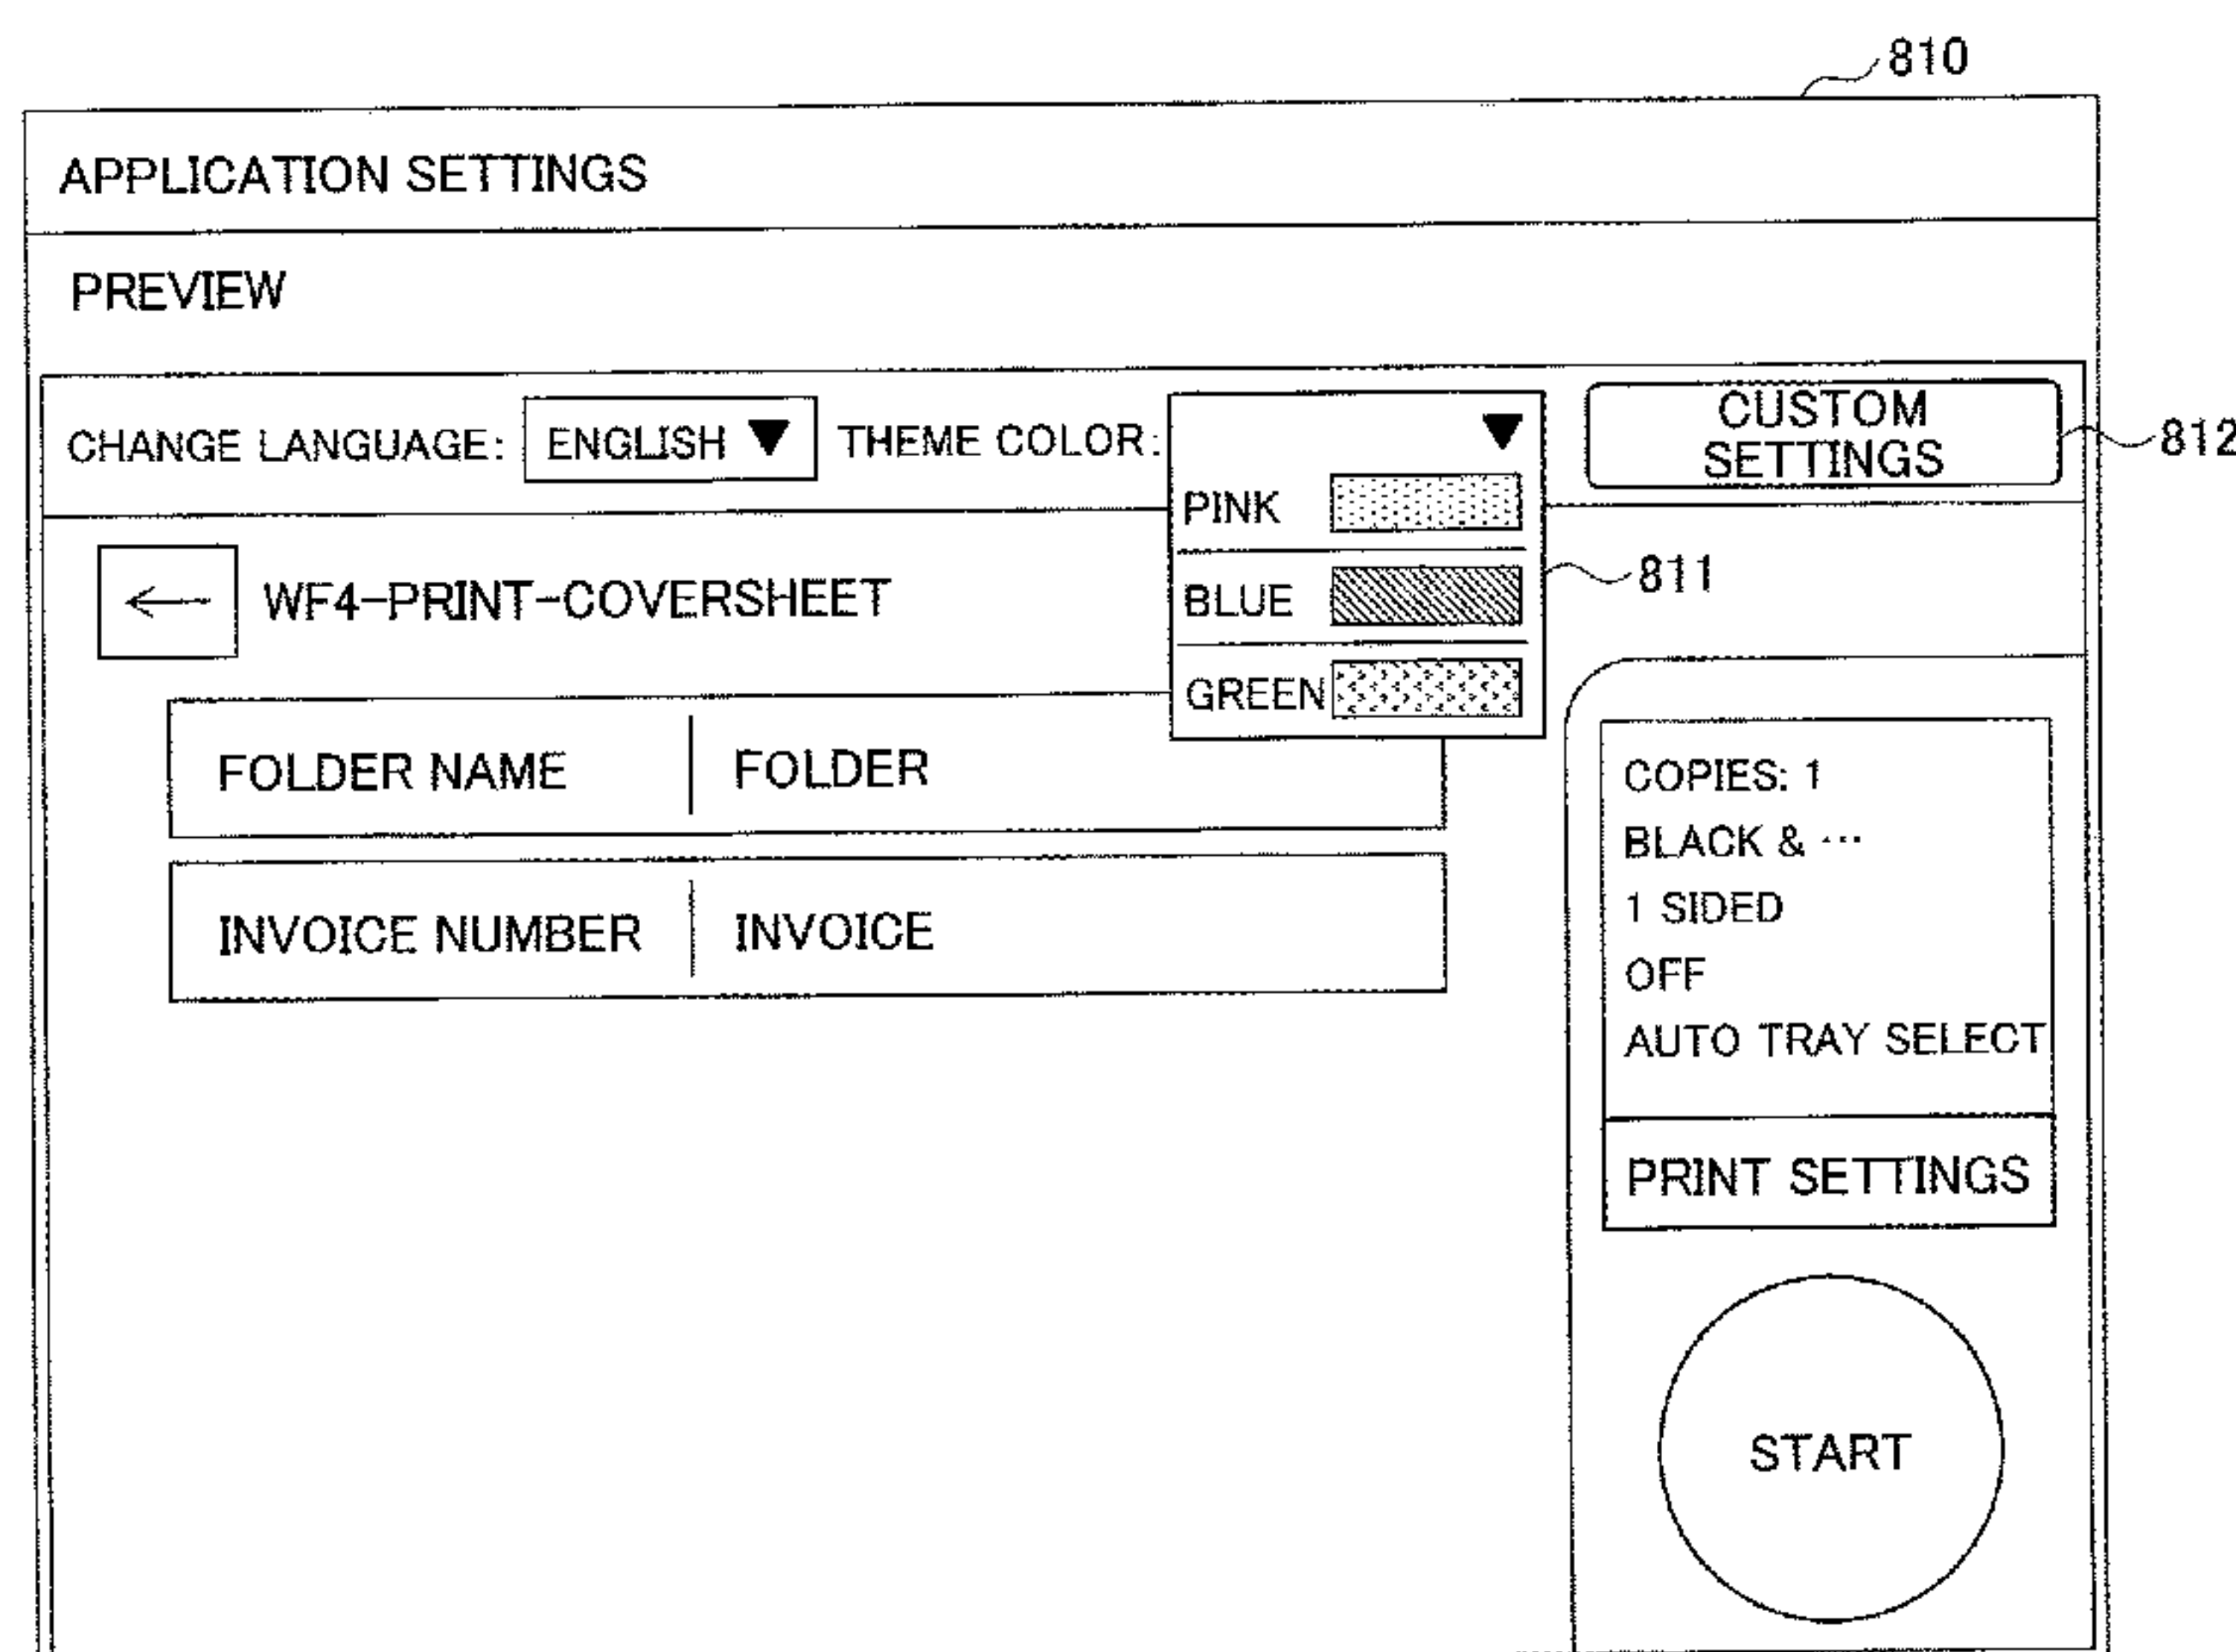 810
APPLICATION SETTINGS
PREVIEW
CHANGE LANGUAGE: ENGLISH ▼ THEME COLOR: ▼
CUSTOM
SETTINGS
812
PINK
BLUE
GREEN
811
← WF4-PRINT-COVERSHEET
FOLDER NAME FOLDER
INVOICE NUMBER INVOICE
COPIES: 1
BLACK & ···
1 SIDED
OFF
AUTO TRAY SELECT
PRINT SETTINGS
START